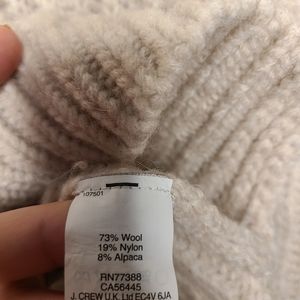 107501
73% Wool
19% Nylon
8% Alpaca
RN77388
CA56445
J. CREW U.K. Ltd EC4V 6JA